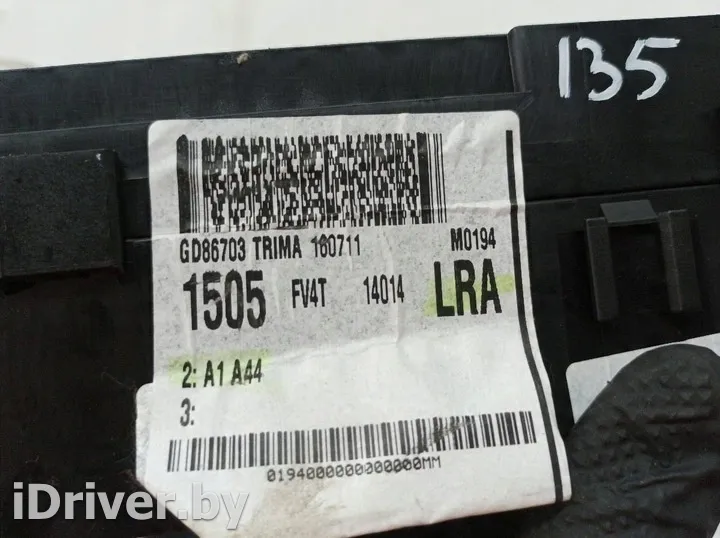 135
GD86703 TRIMA 160711 M0194
1505 FV4T 14014 LRA
2: A1 A44
3:
0194000000000000MM
iDriver.by